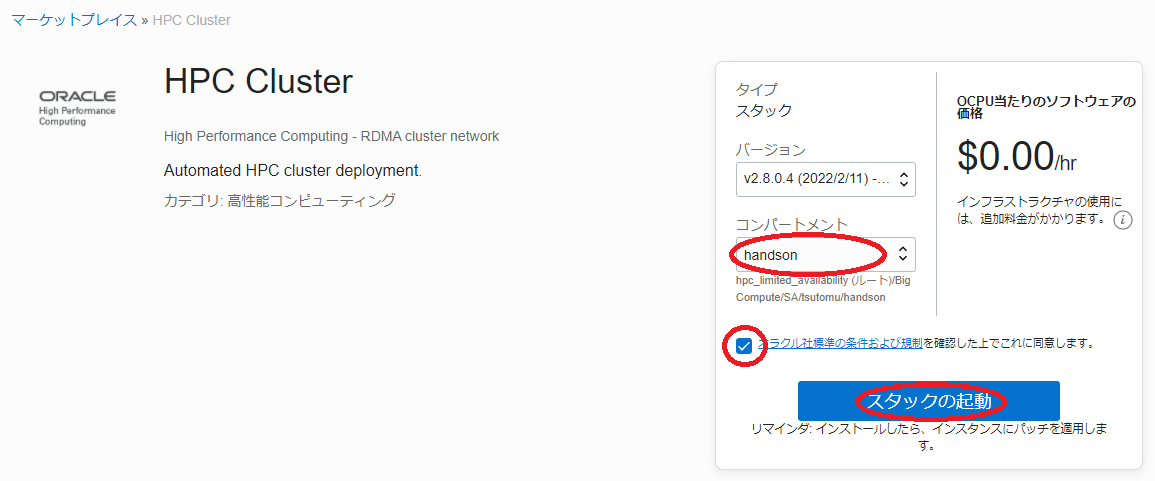 マーケットプレイス » HPC Cluster
ORACLE
High Performance
Computing
HPC Cluster
High Performance Computing - RDMA cluster network
Automated HPC cluster deployment.
カテゴリ: 高性能コンピューティング
タイプ
スタック
バージョン
v2.8.0.4 (2022/2/11) -...
コンパートメント
handson
hpc_limited_availability (ルート)/Big
Compute/SA/tsutomu/handson
OCPU当たりのソフトウェアの
価格
$0.00/hr
インフラストラクチャの使用に
は、追加料金がかかります。 i
オラクル社標準の条件および規制を確認した上でこれに同意します。
スタックの起動
リマインダ: インストールしたら、インスタンスにパッチを適用しま
す。